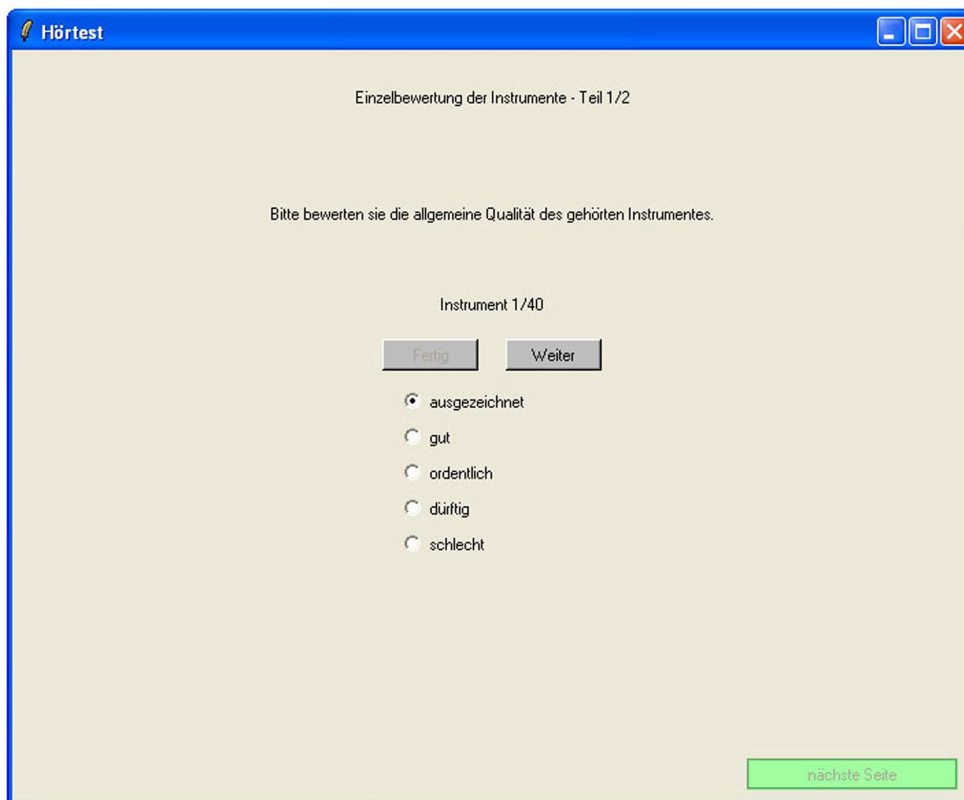 Hörtest
Einzelbewertung der Instrumente - Teil 1/2
Bitte bewerten sie die allgemeine Qualität des gehörten Instrumentes.
Instrument 1/40
Fertig Weiter
ausgezeichnet
gut
ordentlich
dürftig
schlecht
nächste Seite